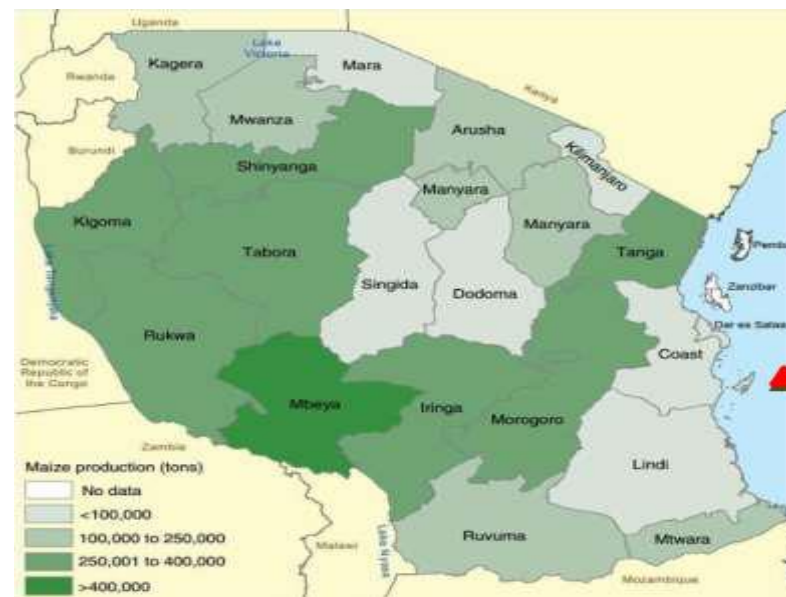 Uganda
Lake
Victoria
Kagera
Mara
Rwanda
Kenya
Mwanza
Arusha
Burundi
Shinyanga
Kilimanjaro
Manyara
Kigoma
Manyara
Tabora
Tanga
Pemba
Singida
Dodoma
Zanzibar
Lake Tanganyika
Rukwa
Dar es Salaa
Coast
Democratic
Republic of
the Congo
Mbeya
Iringa
Morogoro
Zambia
Lindi
Maize production (tons)
No data
<100,000
100,000 to 250,000
250,001 to 400,000
>400,000
Malawi
Lake Nyasa
Ruvuma
Mtwara
Mozambique